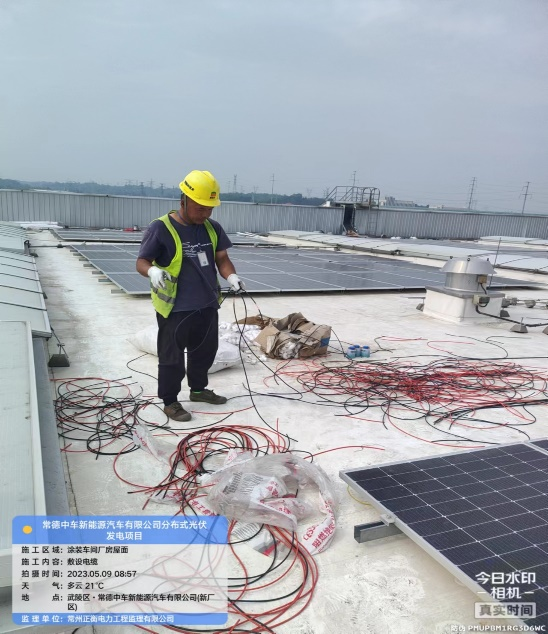 常德中车新能源汽车有限公司分布式光伏
发电项目
施工区域：涂装车间厂房屋面
施工内容：敷设电缆
拍摄时间：2023.05.09 08:57
天气：多云 21℃
地点：武陵区·常德中车新能源汽车有限公司(新厂
区)
监理单位：常州正衡电力工程监理有限公司
今日水印
相机
真实时间
防伪 PMUPBM1RG3D6WC